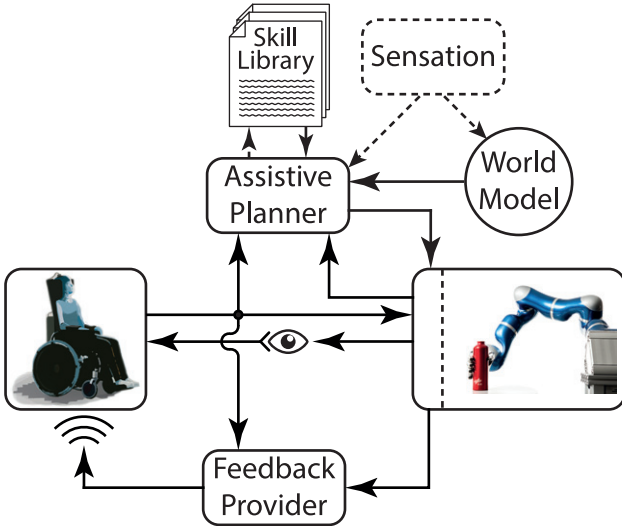 Skill
Library
Sensation
Assistive
Planner
World
Model
Feedback
Provider